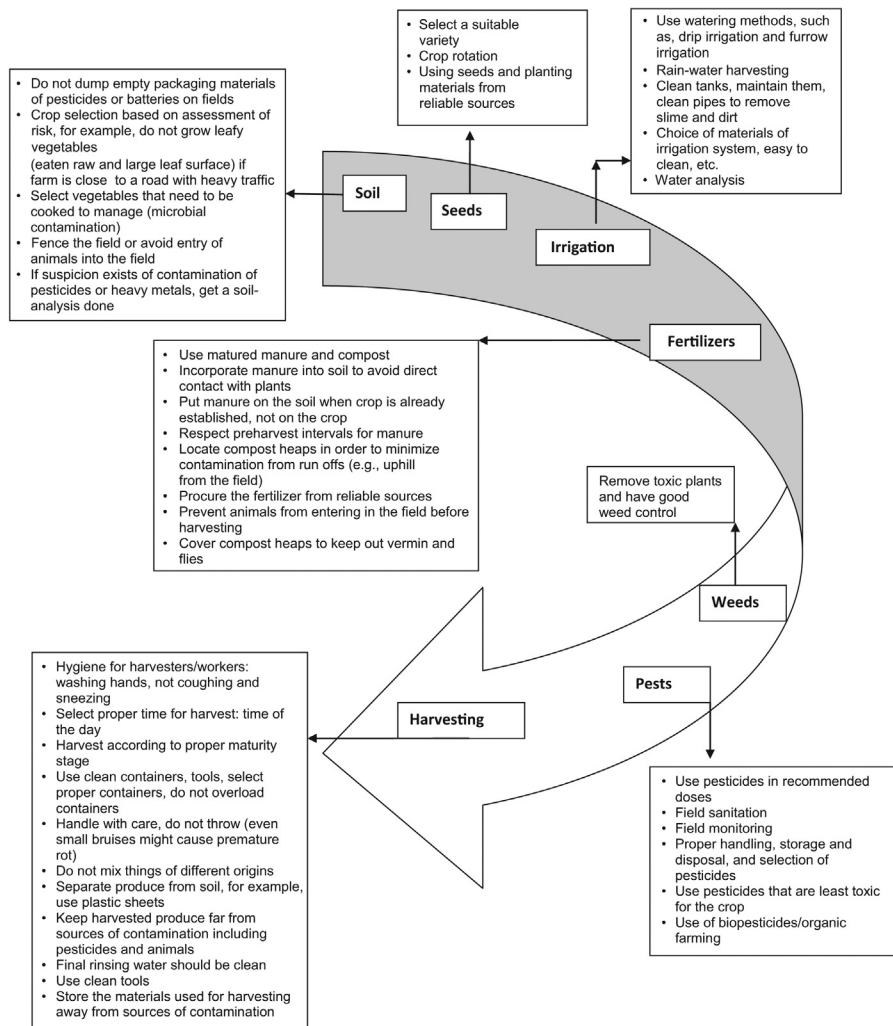 • Do not dump empty packaging materials
of pesticides or batteries on fields
• Crop selection based on assessment of
risk, for example, do not grow leafy
vegetables
(eaten raw and large leaf surface) if
farm is close to a road with heavy traffic
• Select vegetables that need to be
cooked to manage (microbial
contamination)
• Fence the field or avoid entry of
animals into the field
• If suspicion exists of contamination of
pesticides or heavy metals, get a soil-
analysis done
Soil
• Select a suitable
variety
• Crop rotation
• Using seeds and planting
materials from
reliable sources
Seeds
• Use watering methods, such
as, drip irrigation and furrow
irrigation
• Rain-water harvesting
• Clean tanks, maintain them,
clean pipes to remove
slime and dirt
• Choice of materials of
irrigation system, easy to
clean, etc.
• Water analysis
Irrigation
Fertilizers
• Use matured manure and compost
• Incorporate manure into soil to avoid direct
contact with plants
• Put manure on the soil when crop is already
established, not on the crop
• Respect preharvest intervals for manure
• Locate compost heaps in order to minimize
contamination from run offs (e.g., uphill
from the field)
• Procure the fertilizer from reliable sources
• Prevent animals from entering in the field before
harvesting
• Cover compost heaps to keep out vermin and
flies
Remove toxic plants
and have good
weed control
Weeds
Pests
• Use pesticides in recommended
doses
• Field sanitation
• Field monitoring
• Proper handling, storage and
disposal, and selection of
pesticides
• Use pesticides that are least toxic
for the crop
• Use of biopesticides/organic
farming
Harvesting
• Hygiene for harvesters/workers:
washing hands, not coughing and
sneezing
• Select proper time for harvest: time of
the day
• Harvest according to proper maturity
stage
• Use clean containers, tools, select
proper containers, do not overload
containers
• Handle with care, do not throw (even
small bruises might cause premature
rot)
• Do not mix things of different origins
• Separate produce from soil, for example,
use plastic sheets
• Keep harvested produce far from
sources of contamination including
pesticides and animals
• Final rinsing water should be clean
• Use clean tools
• Store the materials used for harvesting
away from sources of contamination